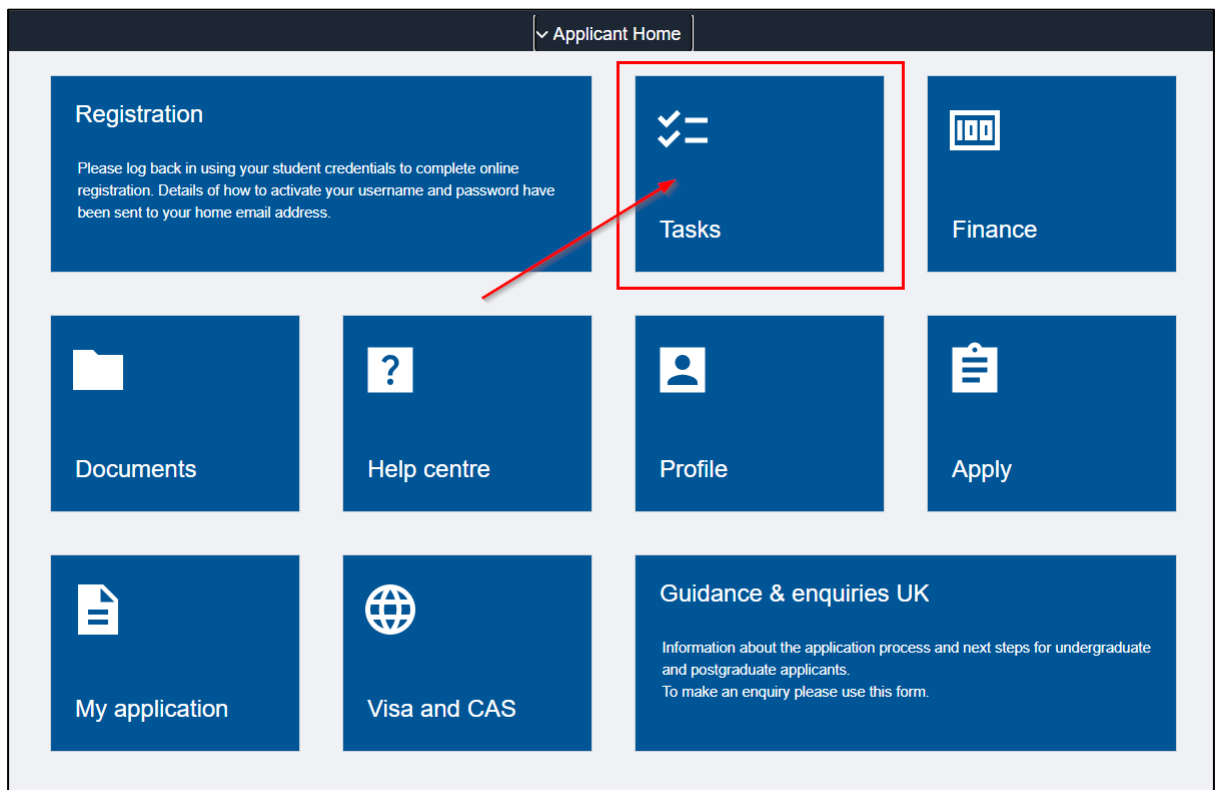 Applicant Home
Registration
Please log back in using your student credentials to complete online
registration. Details of how to activate your username and password have
been sent to your home email address.
Tasks
100
Finance
Documents
?
Help centre
Profile
Apply
My application
Visa and CAS
Guidance & enquiries UK
Information about the application process and next steps for undergraduate
and postgraduate applicants.
To make an enquiry please use this form.